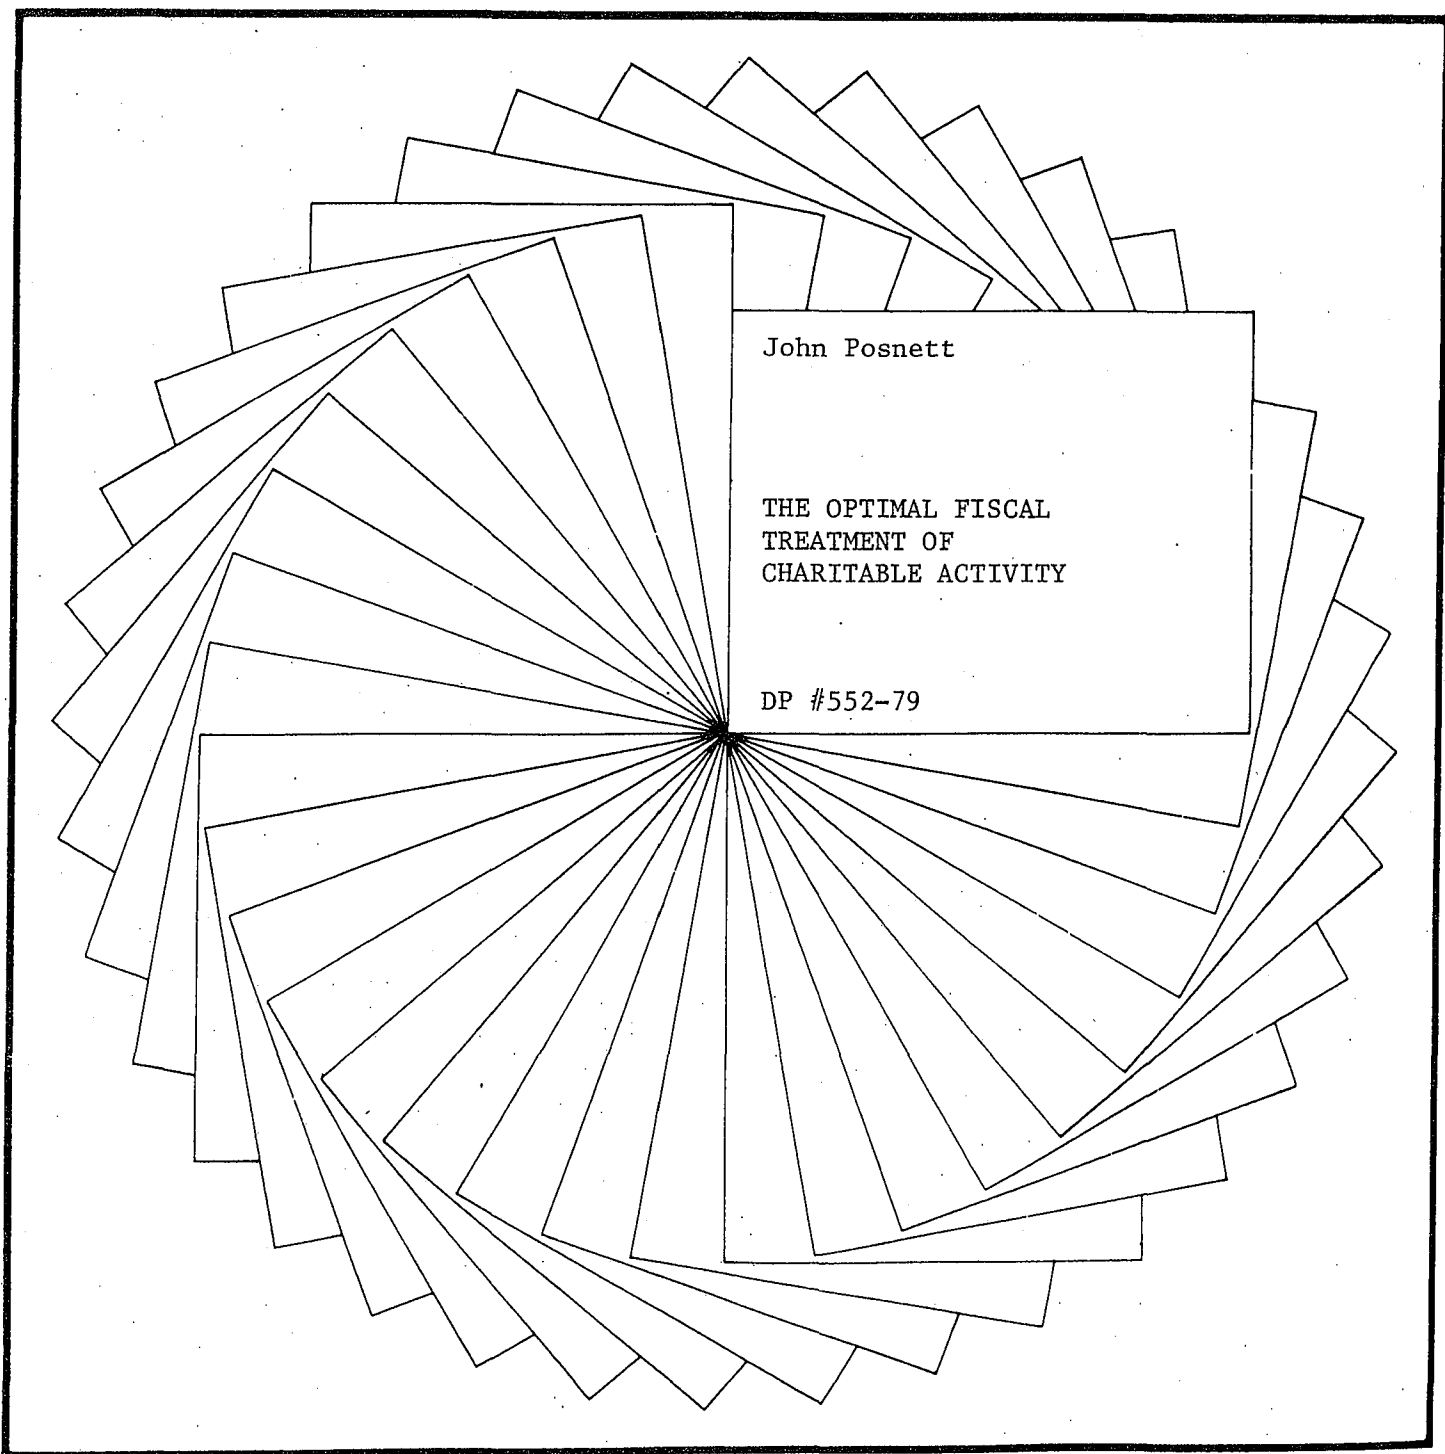 John Posnett
THE OPTIMAL FISCAL
TREATMENT OF
CHARITABLE ACTIVITY
DP #552-79